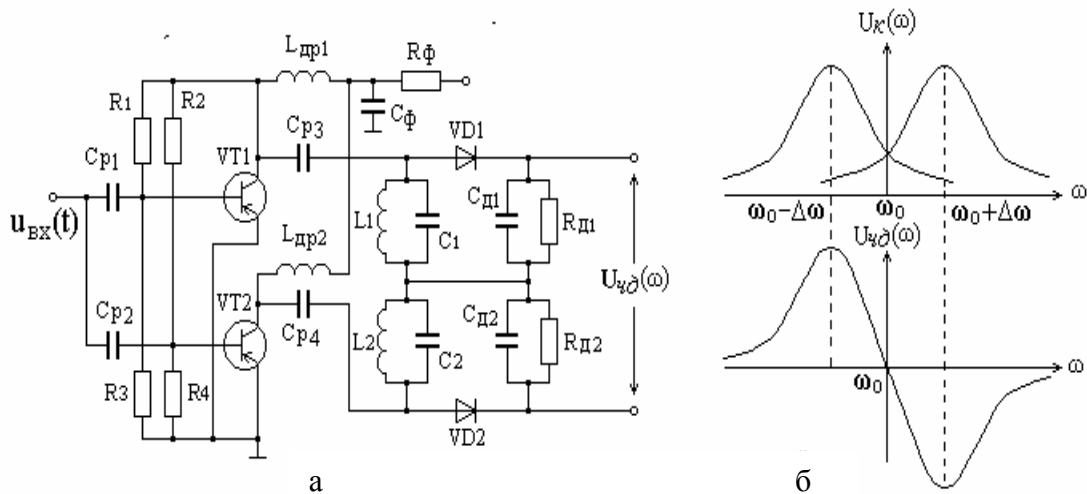 Lдр1
Rф
R1
R2
Cф
Cр3
VD1
Cр1
VT1
uвх(t)
L1
C1
CД1
RД1
Lдр2
Uчд(ω)
Cр2
VT2
Cр4
L2
C2
CД2
RД2
R3
R4
VD2
а
Uк(ω)
ω
ω₀-Δω
ω₀
ω₀+Δω
Uчд(ω)
ω
ω₀
б